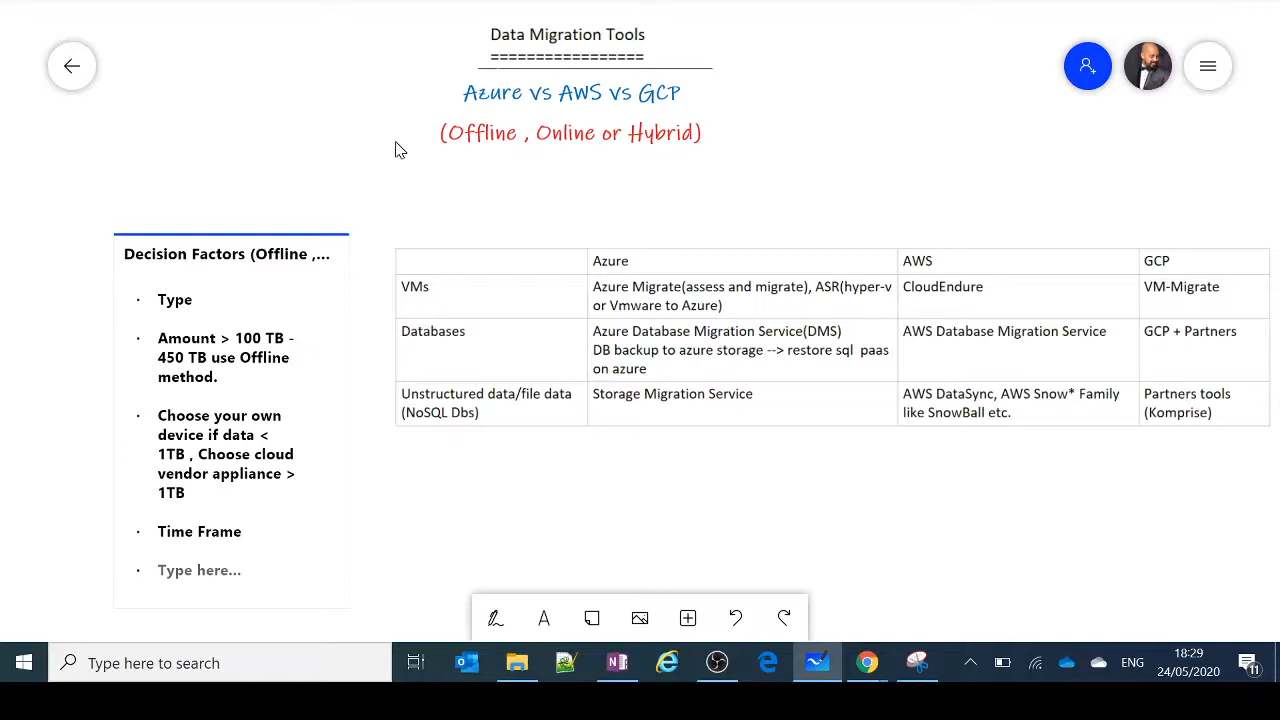 Data Migration Tools
=================
Azure vs AWS vs GCP
(Offline , Online or Hybrid)
Decision Factors (Offline ,...
· Type
· Amount > 100 TB -
450 TB use Offline
method.
· Choose your own
device if data <
1TB , Choose cloud
vendor appliance >
1TB
· Time Frame
· Type here...
Azure AWS GCP
VMs Azure Migrate(assess and migrate), ASR(hyper-v CloudEndure VM-Migrate
or Vmware to Azure)
Databases Azure Database Migration Service(DMS) AWS Database Migration Service GCP + Partners
DB backup to azure storage --> restore sql paas
on azure
Unstructured data/file data Storage Migration Service AWS DataSync, AWS Snow* Family Partners tools
(NoSQL Dbs) like SnowBall etc. (Komprise)
A
Type here to search
ENG
18:29
24/05/2020
11